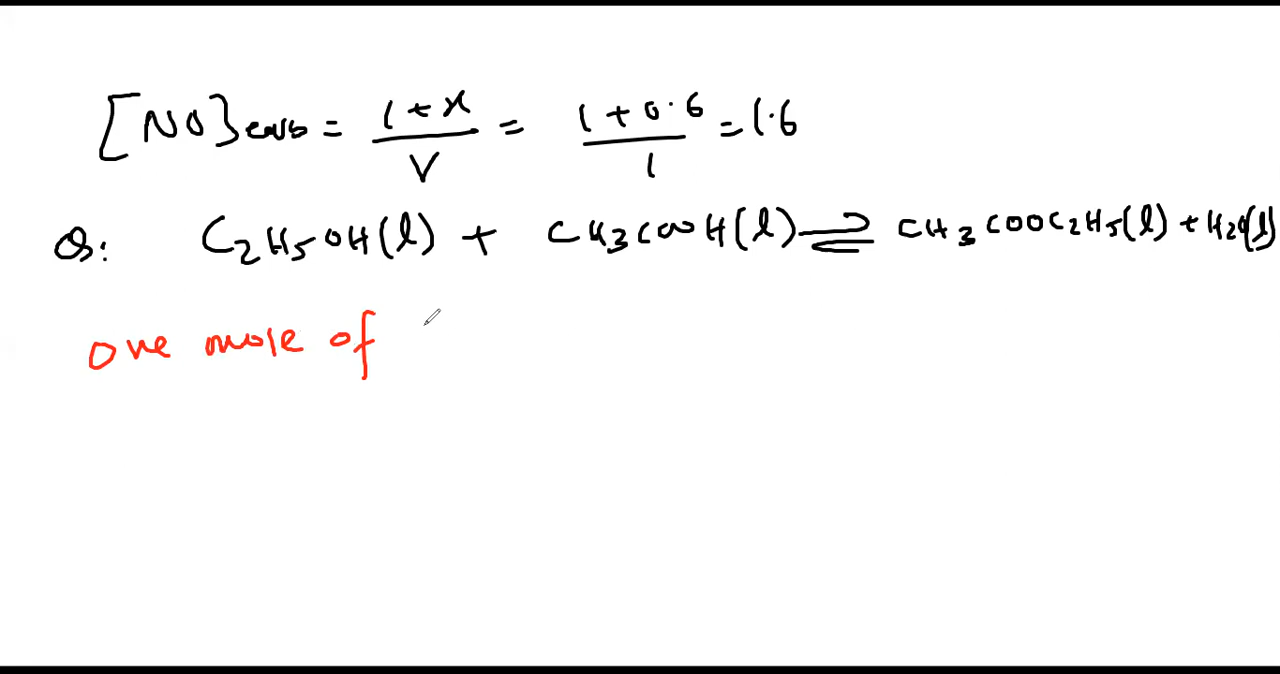 [NO]eqb = 1+x/V = 1+0.6/1 = 1.6
Q: C2H5OH(l) + CH3COOH(l) ⇌ CH3COOC2H5(l) + H2O(l)
one mole of